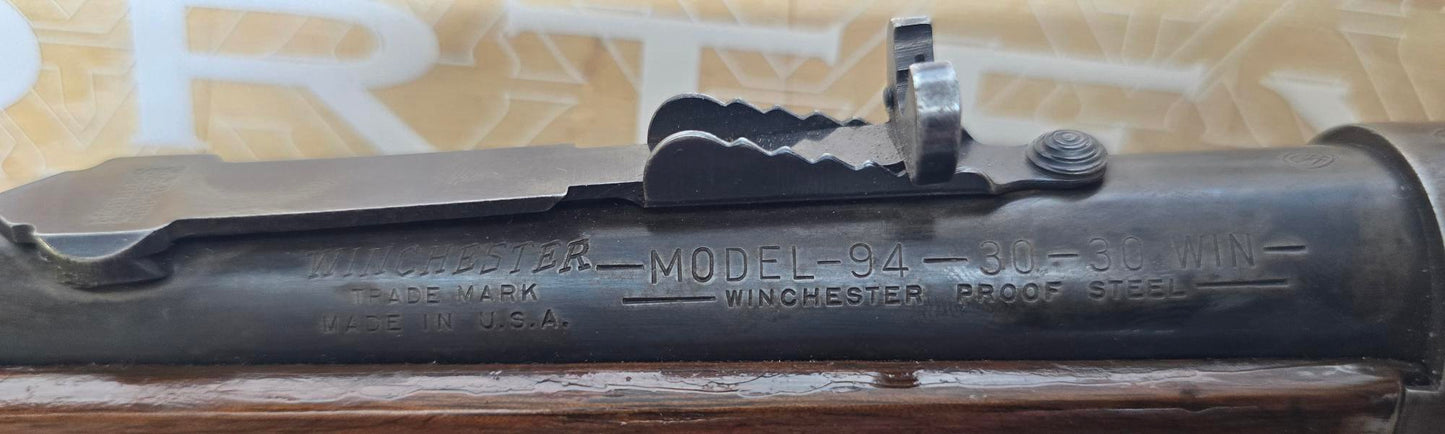 WINCHESTER—MODEL-94—30-30 WIN—
TRADE MARK —WINCHESTER PROOF STEEL—
MADE IN U.S.A.